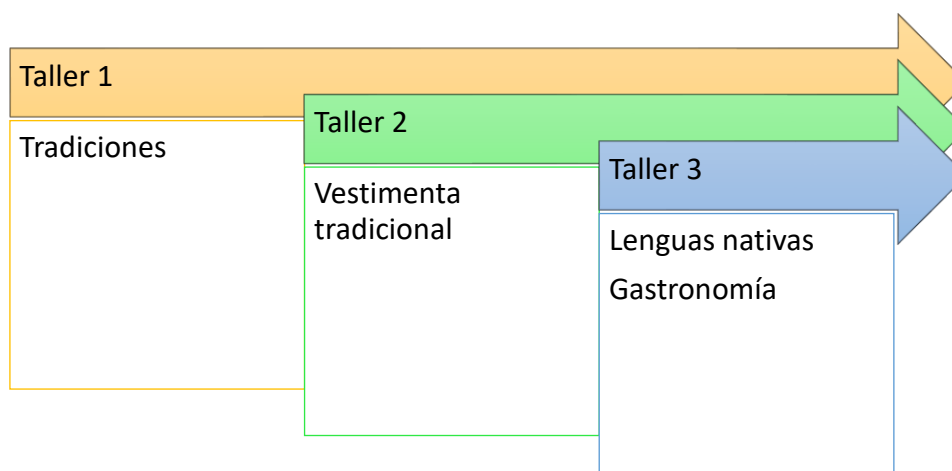 Taller 1
Tradiciones
Taller 2
Vestimenta
tradicional
Taller 3
Lenguas nativas
Gastronomía